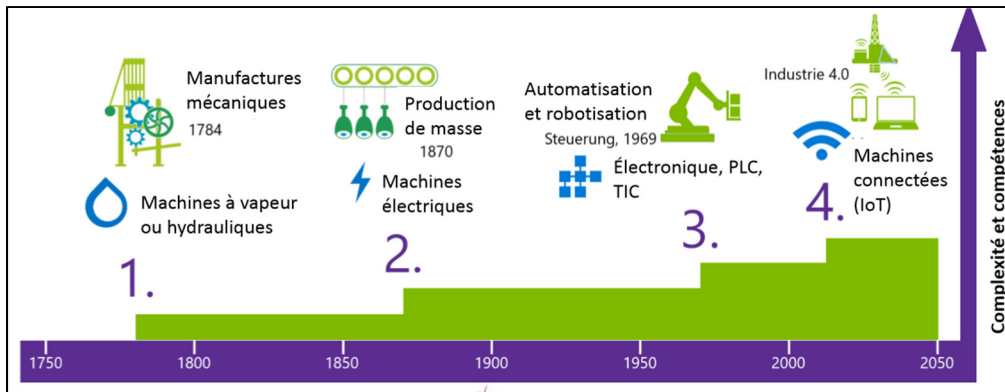 Manufactures
mécaniques
1784
Machines à vapeur
ou hydrauliques
1.
Production
de masse
1870
Machines
électriques
2.
Automatisation
et robotisation
Steuerung, 1969
Électronique, PLC,
TIC
3.
Industrie 4.0
Machines
connectées
(IoT)
4.
Complexité et compétences
1750 1800 1850 1900 1950 2000 2050